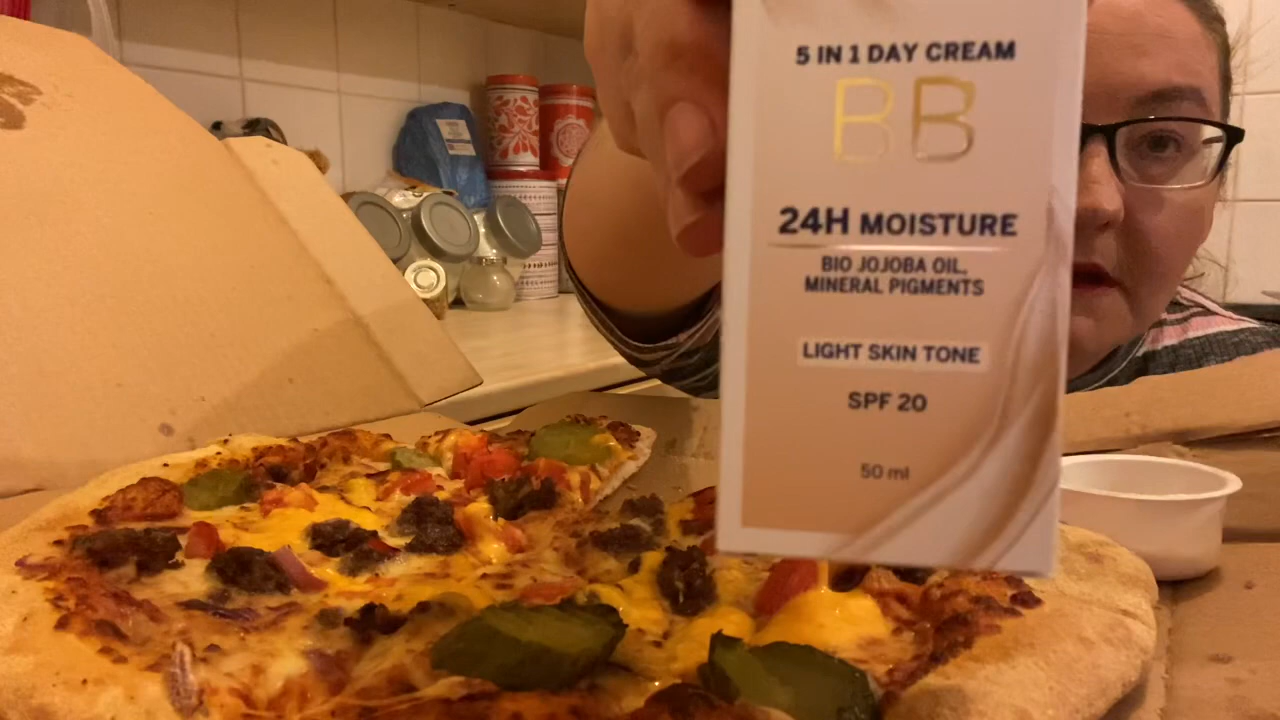 5 IN 1 DAY CREAM
BB
24H MOISTURE
BIO JOJOBA OIL,
MINERAL PIGMENTS
LIGHT SKIN TONE
SPF 20
50 ml